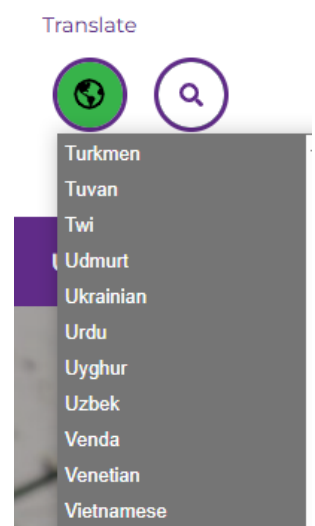 Translate
Turkmen
Tuvan
Twi
Udmurt
Ukrainian
Urdu
Uyghur
Uzbek
Venda
Venetian
Vietnamese